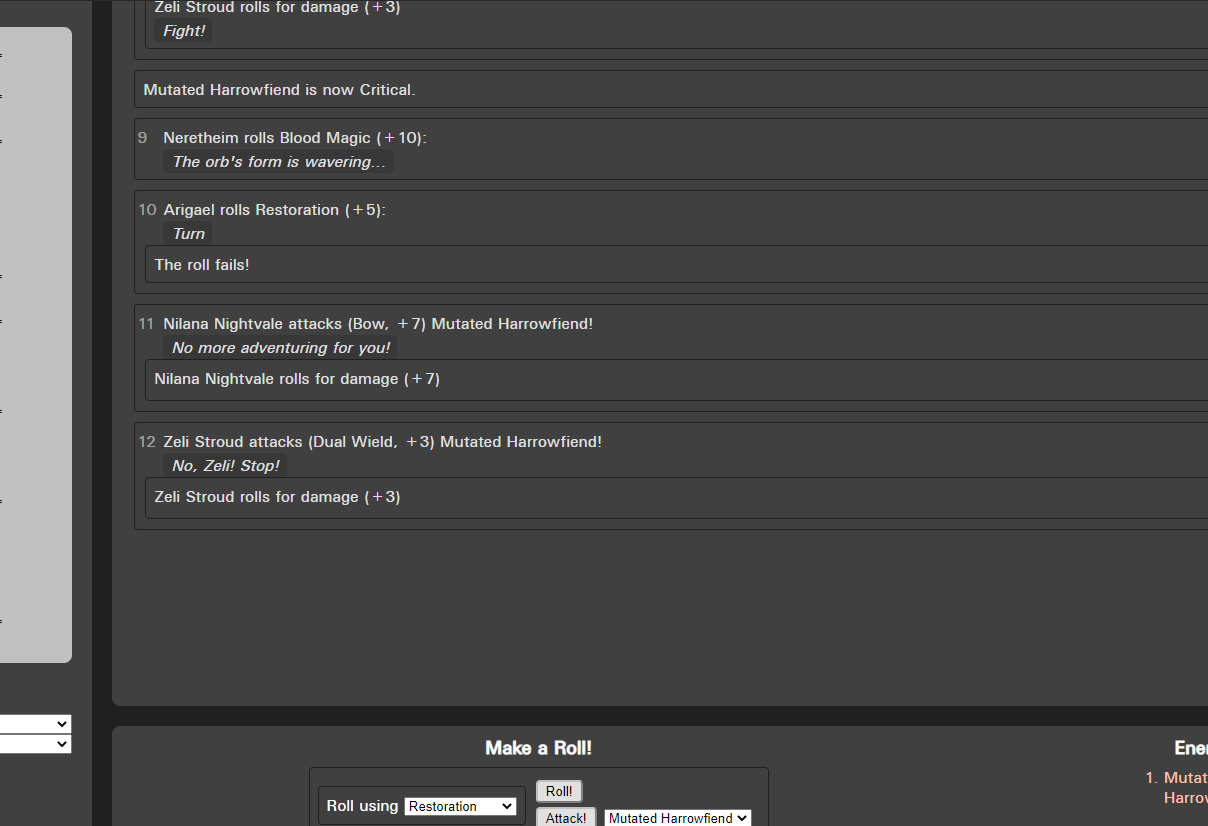 Zeli Stroud rolls for damage (+3)
Fight!
Mutated Harrowfiend is now Critical.
9 Neretheim rolls Blood Magic (+10):
The orb's form is wavering...
10 Arigael rolls Restoration (+5):
Turn
The roll fails!
11 Nilana Nightvale attacks (Bow, +7) Mutated Harrowfiend!
No more adventuring for you!
Nilana Nightvale rolls for damage (+7)
12 Zeli Stroud attacks (Dual Wield, +3) Mutated Harrowfiend!
No, Zeli! Stop!
Zeli Stroud rolls for damage (+3)
Make a Roll!
Roll using Restoration
Roll!
Attack! Mutated Harrowfiend
Ene
1. Mutat
Harrow